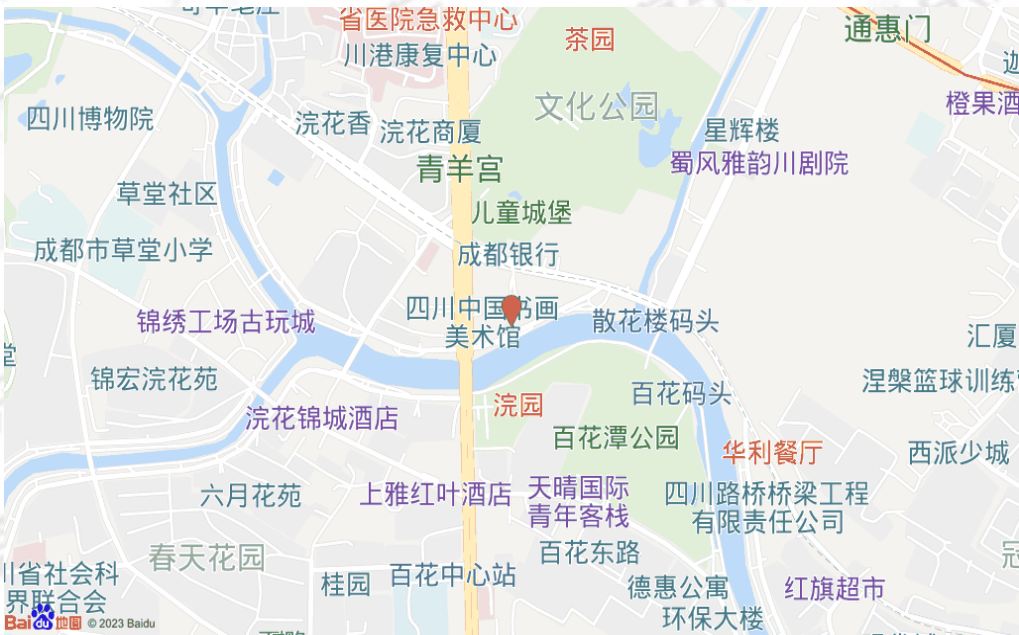 省医院急救中心
川港康复中心
茶园
通惠门
迦
橙果酒
四川博物院
浣花香
浣花商厦
文化公园
星辉楼
蜀风雅韵川剧院
青羊宫
草堂社区
儿童城堡
成都市草堂小学
成都银行
锦绣工场古玩城
四川中国书画
美术馆
散花楼码头
汇厦
堂
锦宏浣花苑
百花码头
涅槃篮球训练
浣花锦城酒店
浣园
百花潭公园
华利餐厅
西派少城
六月花苑
上雅红叶酒店
天晴国际
青年客栈
四川路桥桥梁工程
有限责任公司
春天花园
百花东路
冠
川省社会科
界联合会
桂园
百花中心站
德惠公寓
红旗超市
环保大楼
Bai 地图 © 2023 Baidu